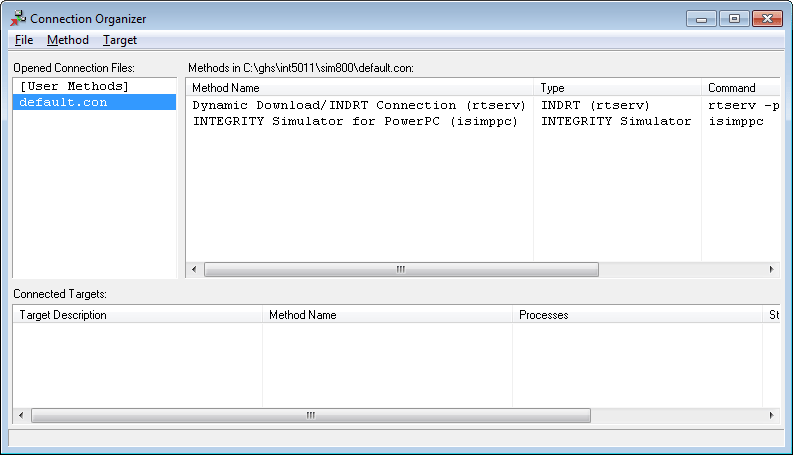 Connection Organizer
File Method Target
Opened Connection Files:
[User Methods]
default.con
Methods in C:\ghs\int5011\sim800\default.con:
Method Name Type Command
Dynamic Download/INDRT Connection (rtserv) INDRT (rtserv) rtserv -p
INTEGRITY Simulator for PowerPC (isimppc) INTEGRITY Simulator isimppc
Connected Targets:
Target Description Method Name Processes St